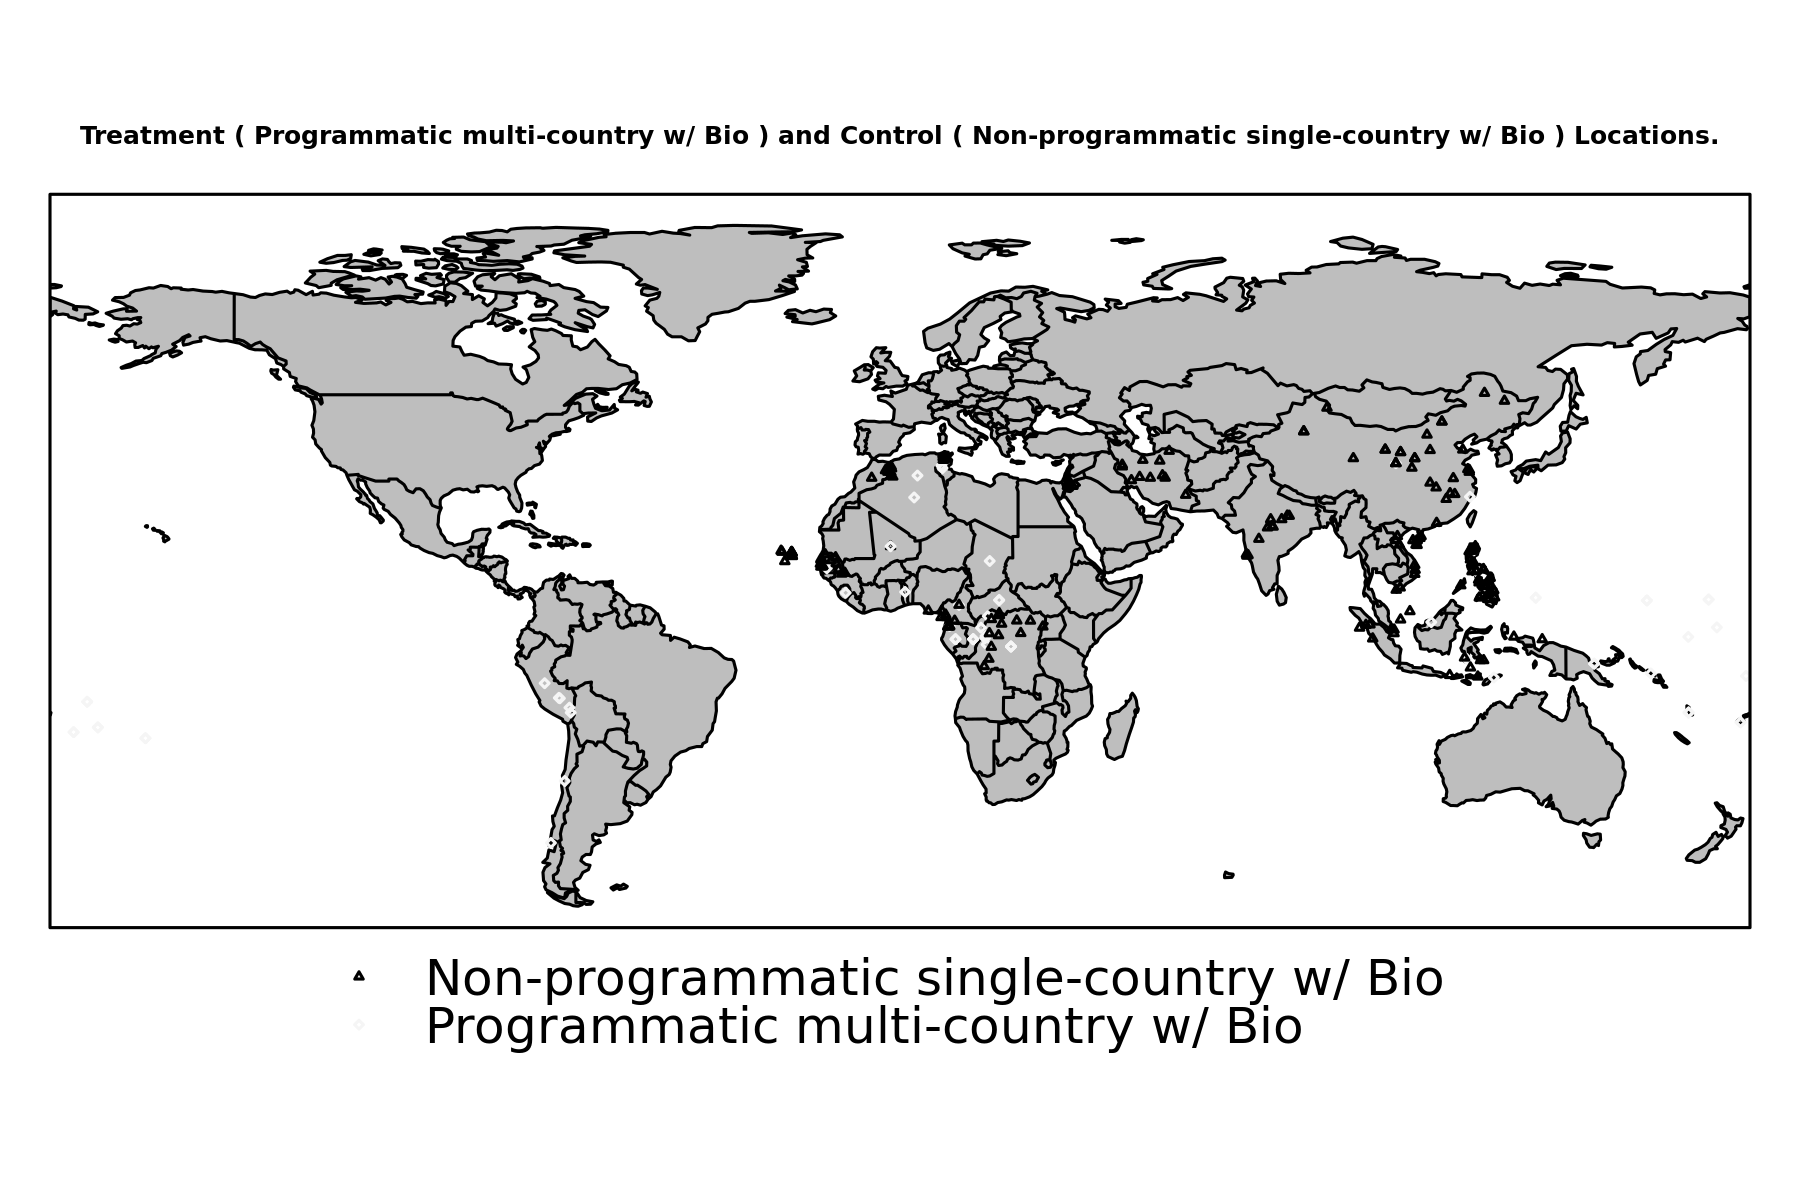 Treatment ( Programmatic multi-country w/ Bio ) and Control ( Non-programmatic single-country w/ Bio ) Locations.
Non-programmatic single-country w/ Bio
Programmatic multi-country w/ Bio